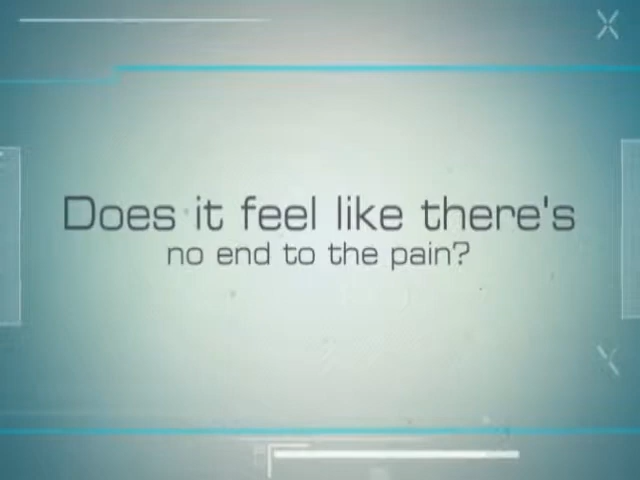 Does it feel like there's
no end to the pain?